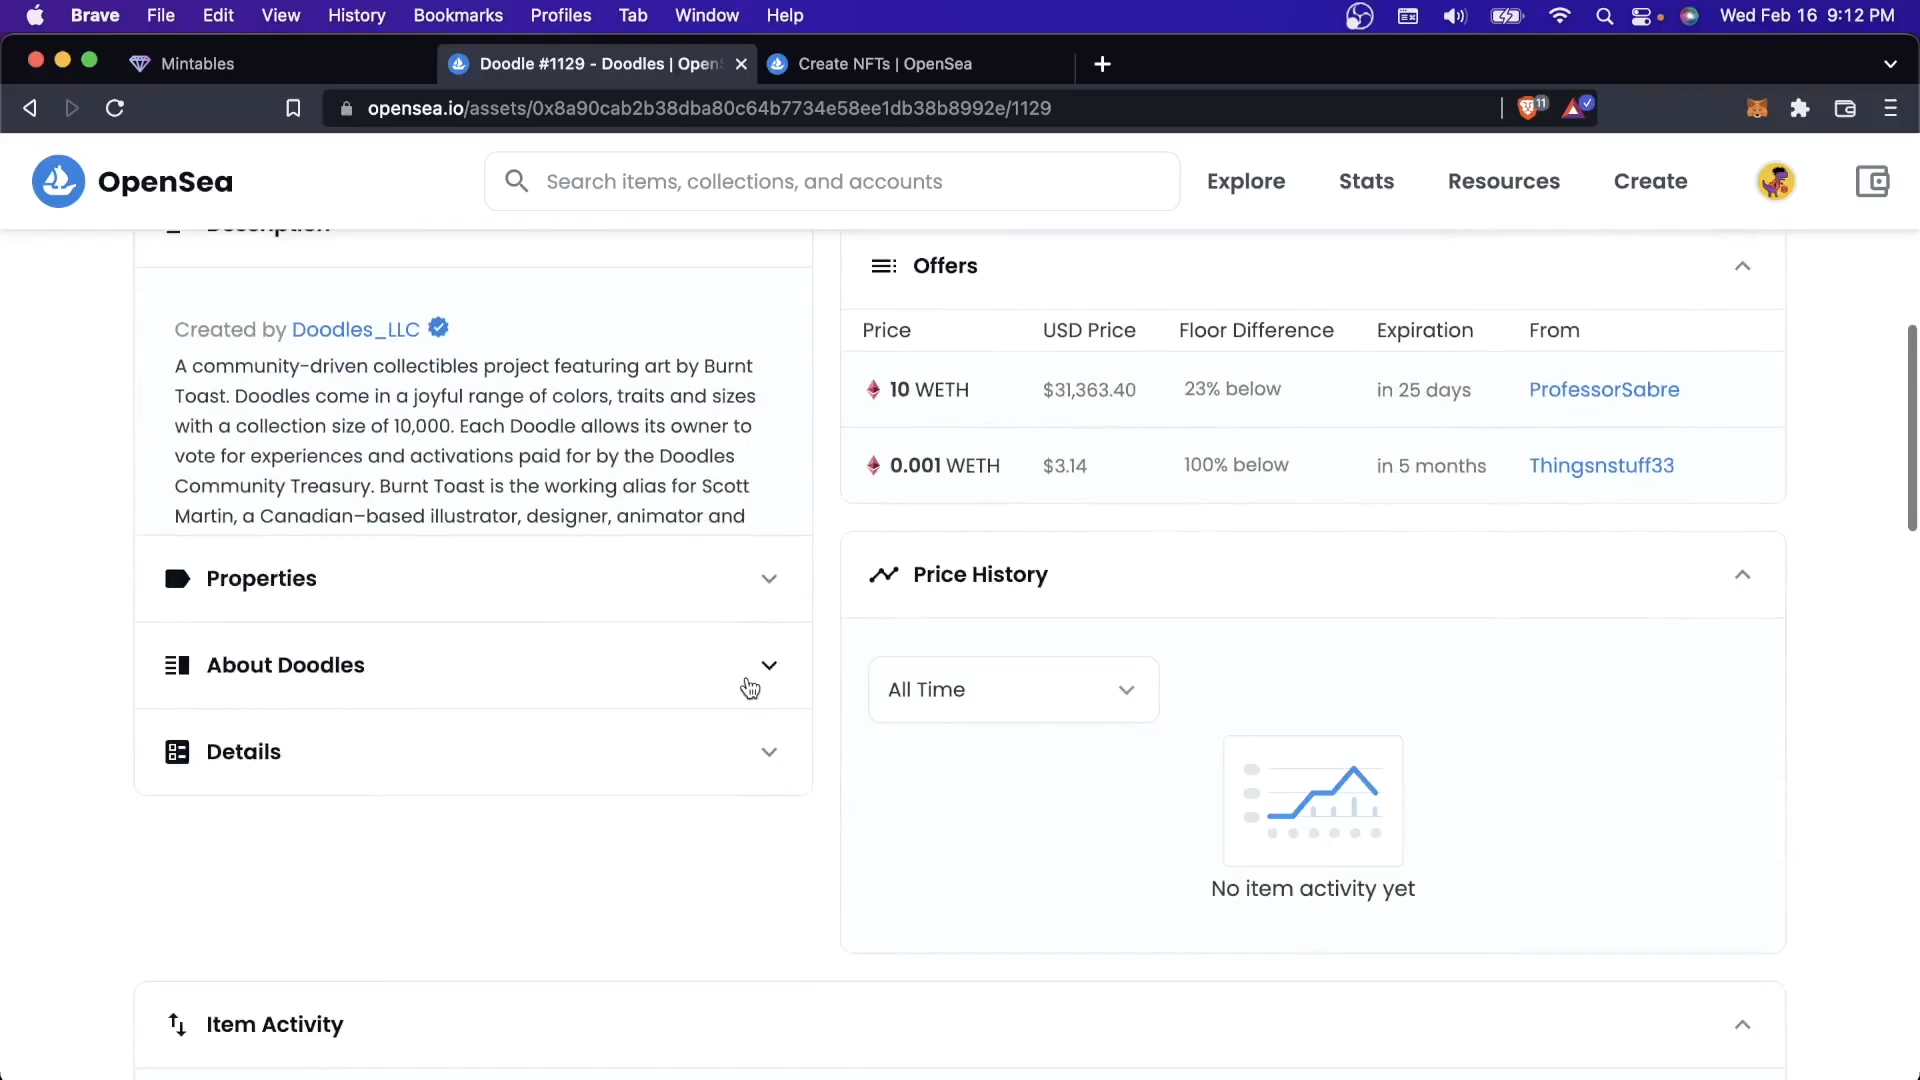 Brave File Edit View History Bookmarks Profiles Tab Window Help Wed Feb 16 9:12 PM
Mintables Doodle #1129 - Doodles | Open Create NFTs | OpenSea
opensea.io/assets/0x8a90cab2b38dba80c64b7734e58ee1db38b8992e/1129 11
OpenSea Search items, collections, and accounts Explore Stats Resources Create
Description
Created by Doodles_LLC
A community-driven collectibles project featuring art by Burnt
Toast. Doodles come in a joyful range of colors, traits and sizes
with a collection size of 10,000. Each Doodle allows its owner to
vote for experiences and activations paid for by the Doodles
Community Treasury. Burnt Toast is the working alias for Scott
Martin, a Canadian–based illustrator, designer, animator and
Properties
About Doodles
Details
Offers
Price USD Price Floor Difference Expiration From
10 WETH $31,363.40 23% below in 25 days ProfessorSabre
0.001 WETH $3.14 100% below in 5 months Thingsnstuff33
Price History
All Time
No item activity yet
Item Activity